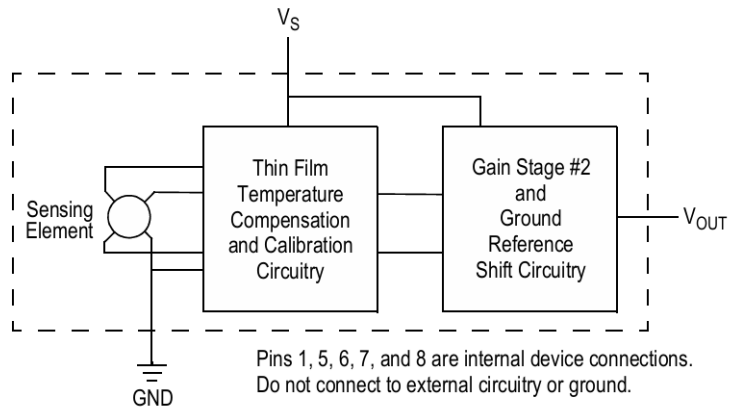 VS
Thin Film
Temperature
Compensation
and Calibration
Circuitry
Gain Stage #2
and
Ground
Reference
Shift Circuitry
Sensing
Element
VOUT
GND
Pins 1, 5, 6, 7, and 8 are internal device connections.
Do not connect to external circuitry or ground.